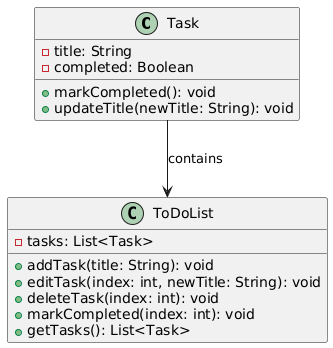 C Task
title: String
completed: Boolean
markCompleted(): void
updateTitle(newTitle: String): void
contains
C ToDoList
tasks: List<Task>
addTask(title: String): void
editTask(index: int, newTitle: String): void
deleteTask(index: int): void
markCompleted(index: int): void
getTasks(): List<Task>